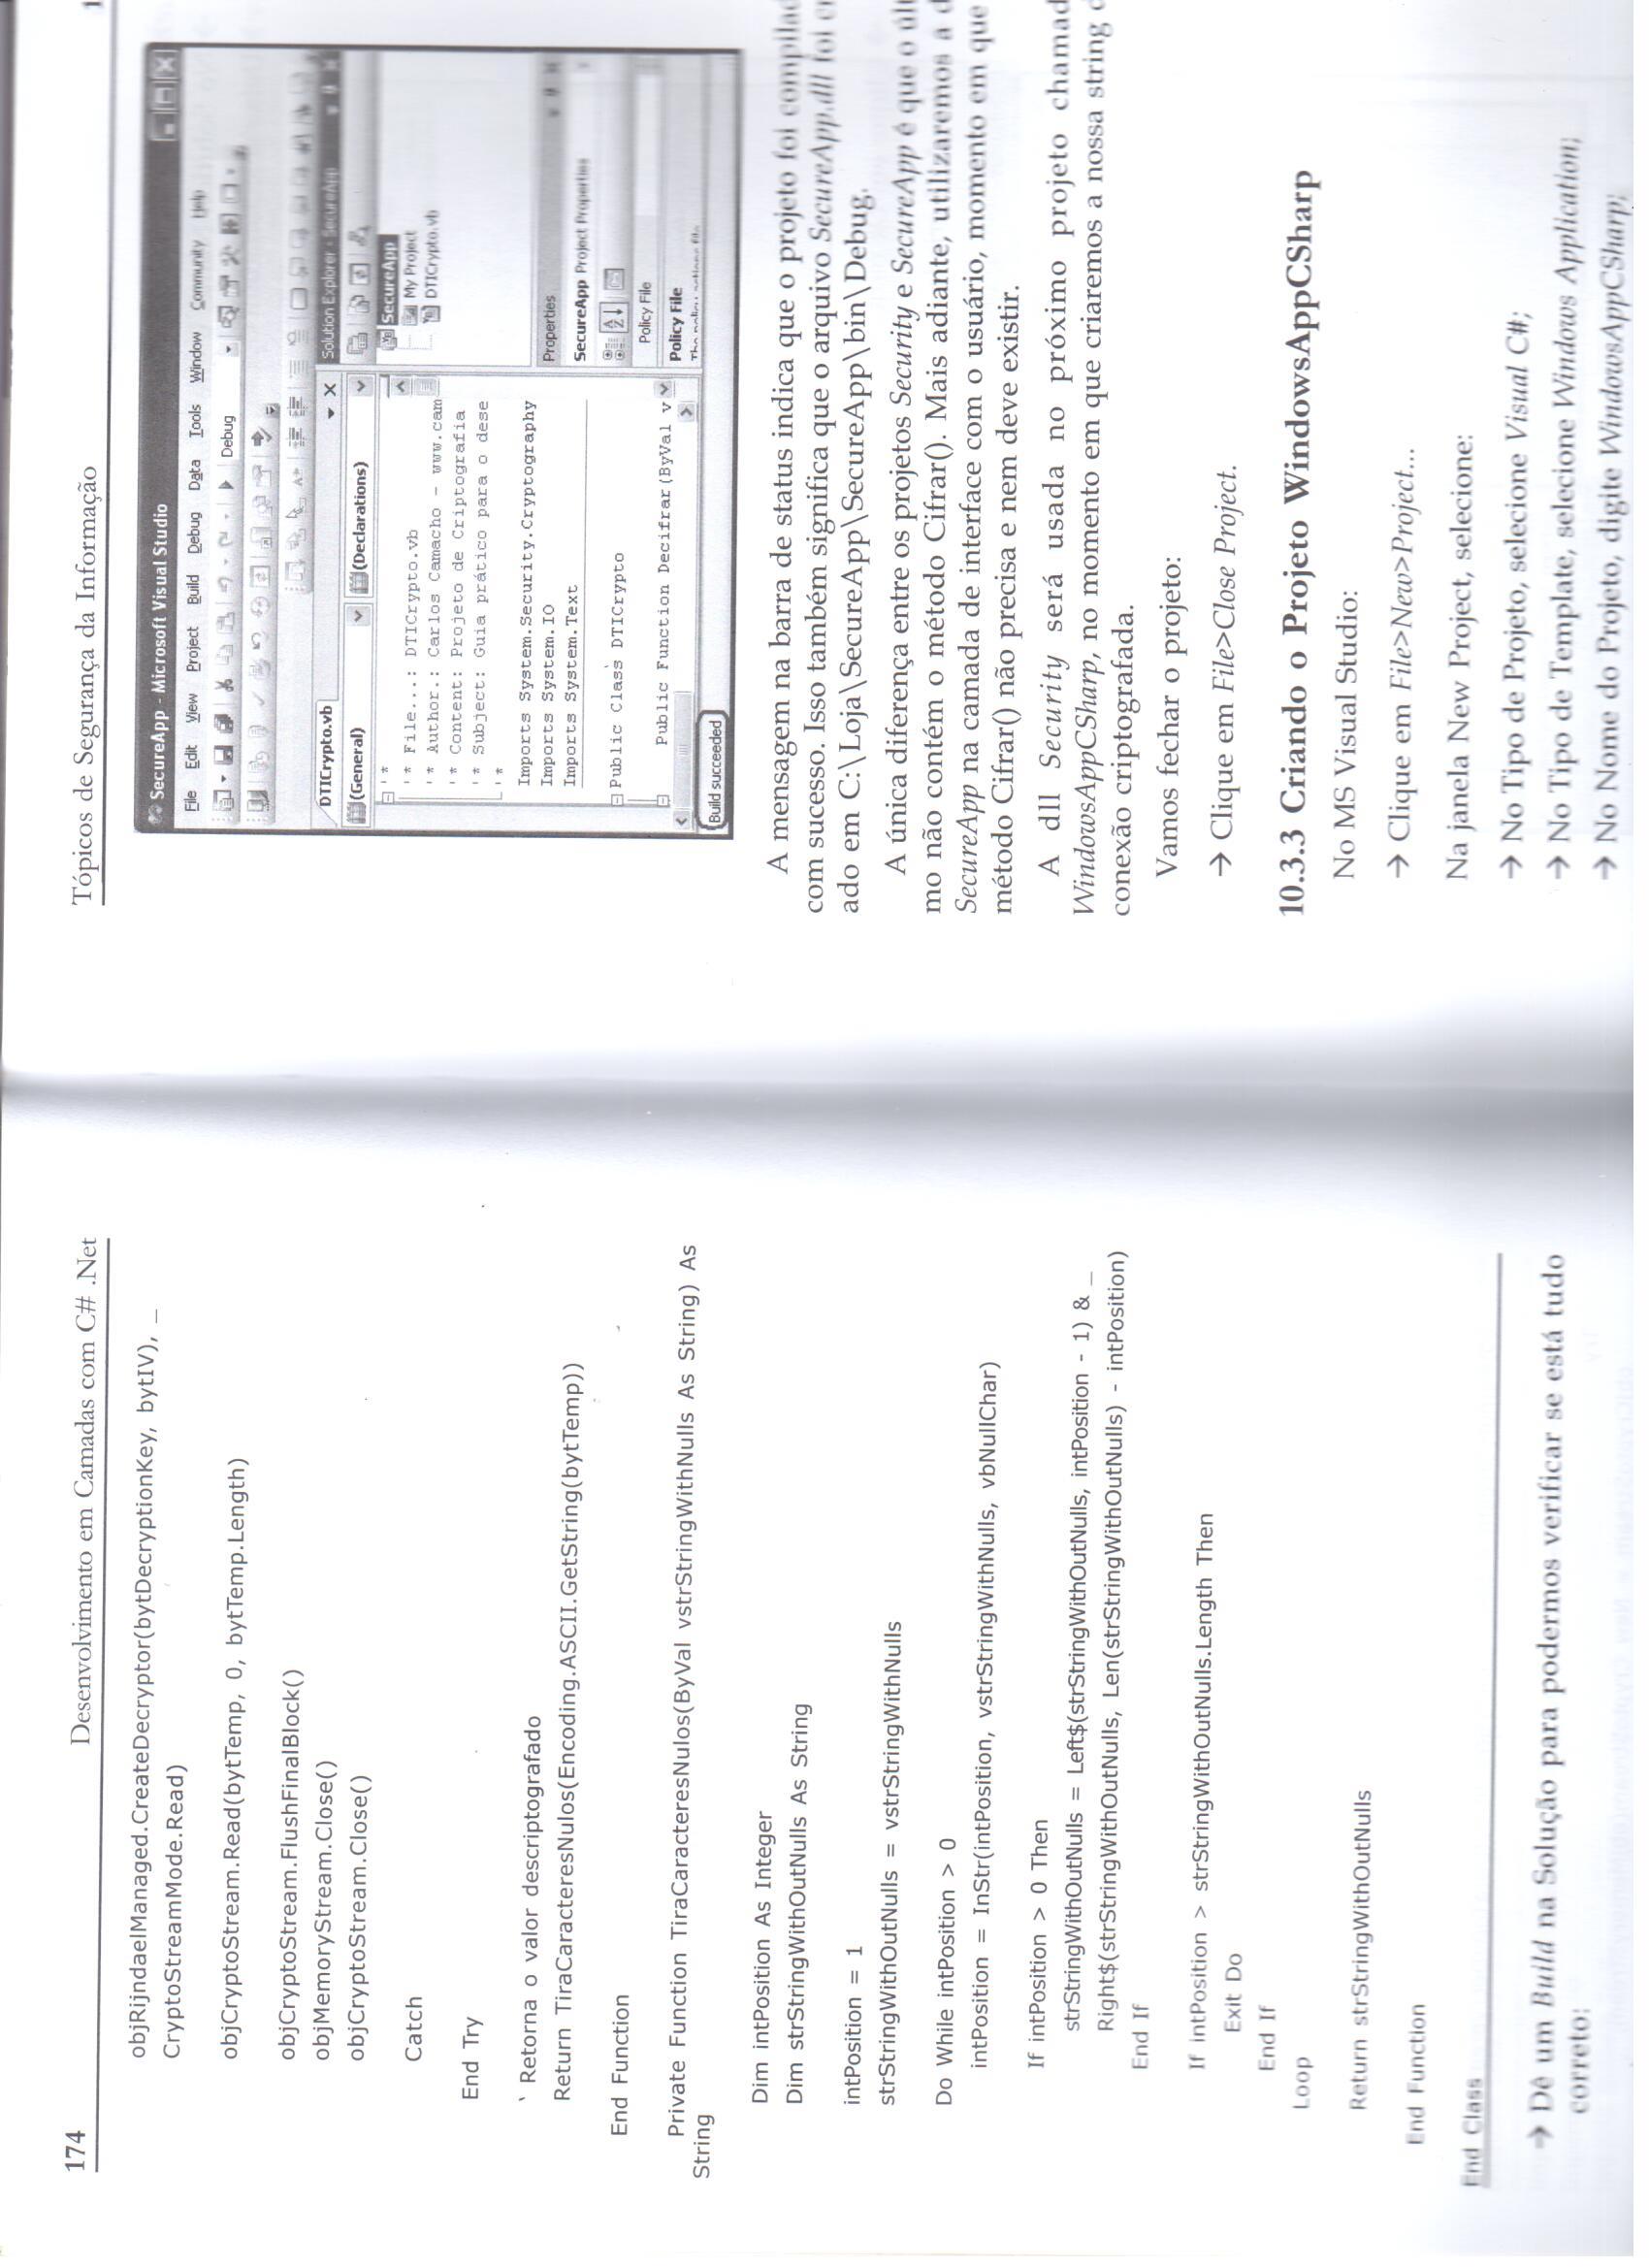 174
Desenvolvimento em Camadas com C# .Net
objRijndaelManaged.CreateDecryptor(bytDecryptionKey, bytIV), _
CryptoStreamMode.Read)
objCryptoStream.Read(bytTemp, 0, bytTemp.Length)
objCryptoStream.FlushFinalBlock()
objMemoryStream.Close()
objCryptoStream.Close()
Catch
End Try
‘ Retorna o valor descriptografado
Return TiraCaracteresNulos(Encoding.ASCII.GetString(bytTemp))
End Function
Private Function TiraCaracteresNulos(ByVal vstrStringWithNulls As String) As
String
Dim intPosition As Integer
Dim strStringWithOutNulls As String
intPosition = 1
strStringWithOutNulls = vstrStringWithNulls
Do While intPosition > 0
intPosition = InStr(intPosition, vstrStringWithNulls, vbNullChar)
If intPosition > 0 Then
strStringWithOutNulls = Left$(strStringWithOutNulls, intPosition - 1) & _
Right$(strStringWithOutNulls, Len(strStringWithOutNulls) - intPosition)
End If
If intPosition > strStringWithOutNulls.Length Then
Exit Do
End If
Loop
Return strStringWithOutNulls
End Function
End Class
→ Dê um Build na Solução para podermos verificar se está tudo
correto:
Tópicos de Segurança da Informação
SecureApp - Microsoft Visual Studio
File Edit View Project Build Debug Data Tools Window Community Help
Debug
DTICrypto.vb
Solution Explorer - SecureApp
(General)
(Declarations)
SecureApp
My Project
DTICrypto.vb
'*
'* File...: DTICrypto.vb
'* Author.: Carlos Camacho - www.cam
'* Content: Projeto de Criptografia
'* Subject: Guia prático para o dese
'*
Imports System.Security.Cryptography
Imports System.IO
Imports System.Text
Public Class DTICrypto
Public Function Decifrar(ByVal v
Properties
SecureApp Project Properties
Policy File
Policy File
Build succeeded
A mensagem na barra de status indica que o projeto foi compilad
com sucesso. Isso também significa que o arquivo SecureApp.dll foi cri
ado em C:\Loja\SecureApp\SecureApp\bin\Debug.
A única diferença entre os projetos Security e SecureApp é que o últi
mo não contém o método Cifrar(). Mais adiante, utilizaremos a d
SecureApp na camada de interface com o usuário, momento em que
método Cifrar() não precisa e nem deve existir.
A dll Security será usada no próximo projeto chamad
WindowsAppCSharp, no momento em que criaremos a nossa string d
conexão criptografada.
Vamos fechar o projeto:
→ Clique em File>Close Project.
10.3.3 Criando o Projeto WindowsAppCSharp
No MS Visual Studio:
→ Clique em File>New>Project...
Na janela New Project, selecione:
→ No Tipo de Projeto, selecione Visual C#;
→ No Tipo de Template, selecione Windows Application;
→ No Nome do Projeto, digite WindowsAppCSharp;